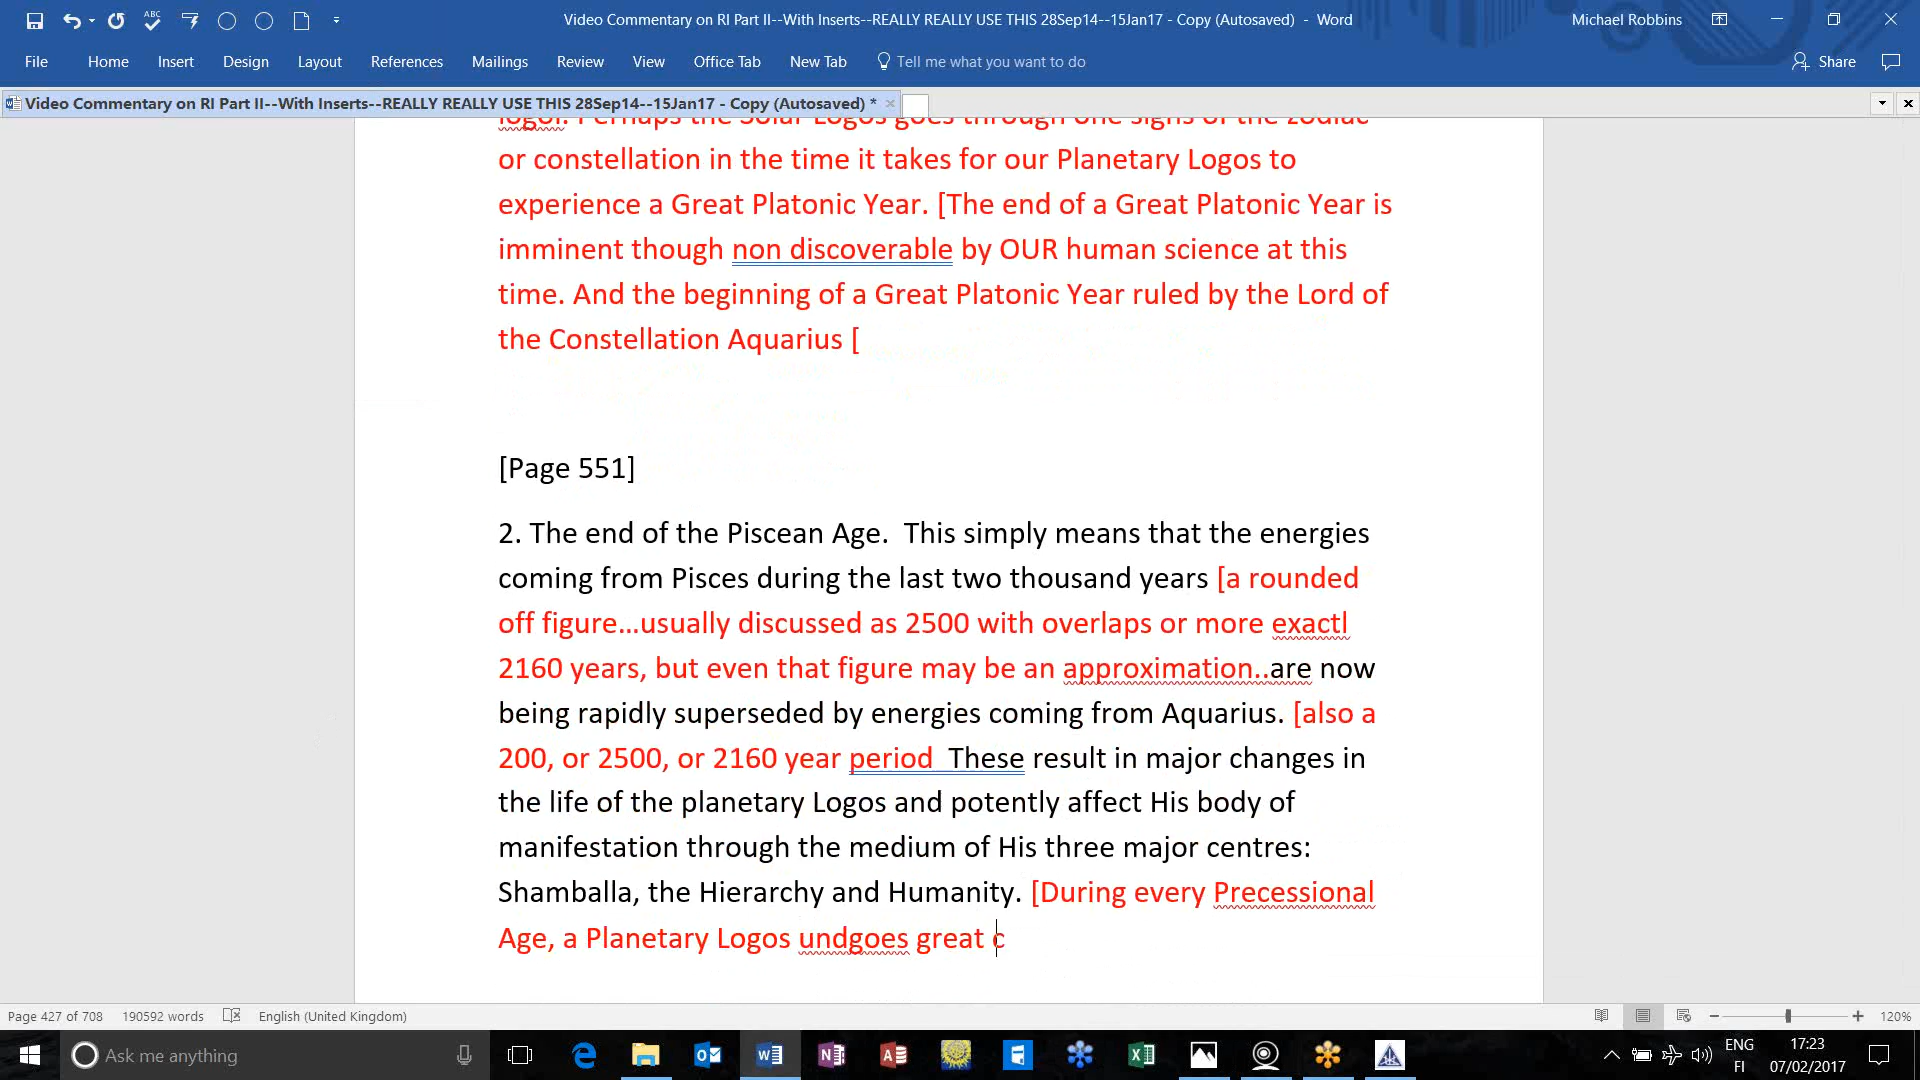 Video Commentary on RI Part II--With Inserts--REALLY REALLY USE THIS 28Sep14--15Jan17 - Copy (Autosaved) - Word
Michael Robbins
File Home Insert Design Layout References Mailings Review View Office Tab New Tab Tell me what you want to do Share
Video Commentary on RI Part II--With Inserts--REALLY REALLY USE THIS 28Sep14--15Jan17 - Copy (Autosaved) *
logoi. Perhaps the Solar Logos goes through one signs of the zodiac
or constellation in the time it takes for our Planetary Logos to
experience a Great Platonic Year. [The end of a Great Platonic Year is
imminent though non discoverable by OUR human science at this
time. And the beginning of a Great Platonic Year ruled by the Lord of
the Constellation Aquarius [
[Page 551]
2. The end of the Piscean Age.  This simply means that the energies
coming from Pisces during the last two thousand years [a rounded
off figure…usually discussed as 2500 with overlaps or more exactl
2160 years, but even that figure may be an approximation..are now
being rapidly superseded by energies coming from Aquarius. [also a
200, or 2500, or 2160 year period  These result in major changes in
the life of the planetary Logos and potently affect His body of
manifestation through the medium of His three major centres:
Shamballa, the Hierarchy and Humanity. [During every Precessional
Age, a Planetary Logos undgoes great c
Page 427 of 708 190592 words English (United Kingdom) 120%
Ask me anything
ENG
FI
17:23
07/02/2017